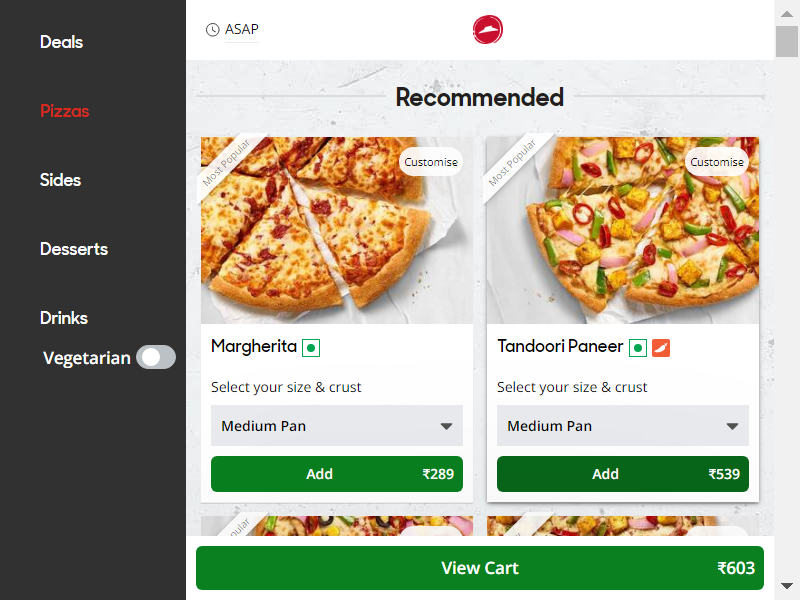 Deals
Pizzas
Sides
Desserts
Drinks
Vegetarian
ASAP
Recommended
Most Popular
Customise
Margherita
Select your size & crust
Medium Pan
Add ₹289
Most Popular
Customise
Tandoori Paneer
Select your size & crust
Medium Pan
Add ₹539
View Cart ₹603